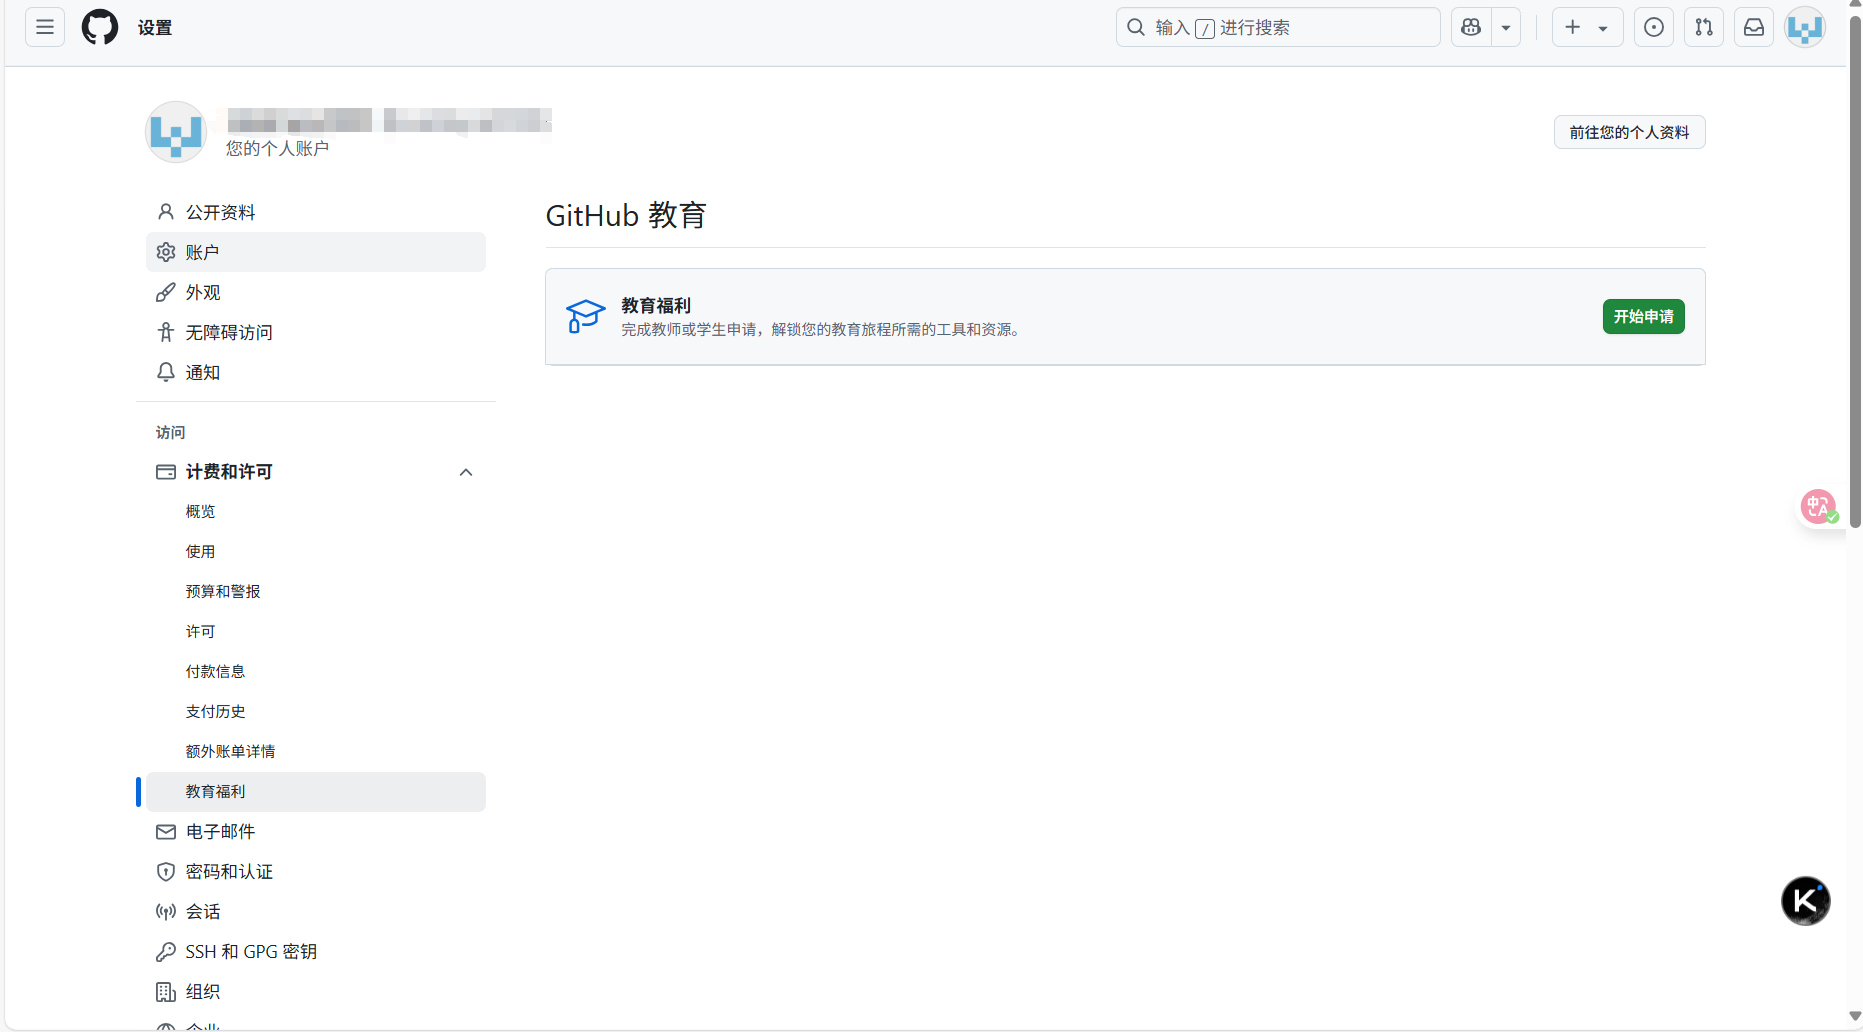 设置
输入 / 进行搜索
您的个人账户
前往您的个人资料
公开资料
账户
外观
无障碍访问
通知
访问
计费和许可
概览
使用
预算和警报
许可
付款信息
支付历史
额外账单详情
教育福利
电子邮件
密码和认证
会话
SSH 和 GPG 密钥
组织
企业
GitHub 教育
教育福利
完成教师或学生申请，解锁您的教育旅程所需的工具和资源。
开始申请
中
A
K